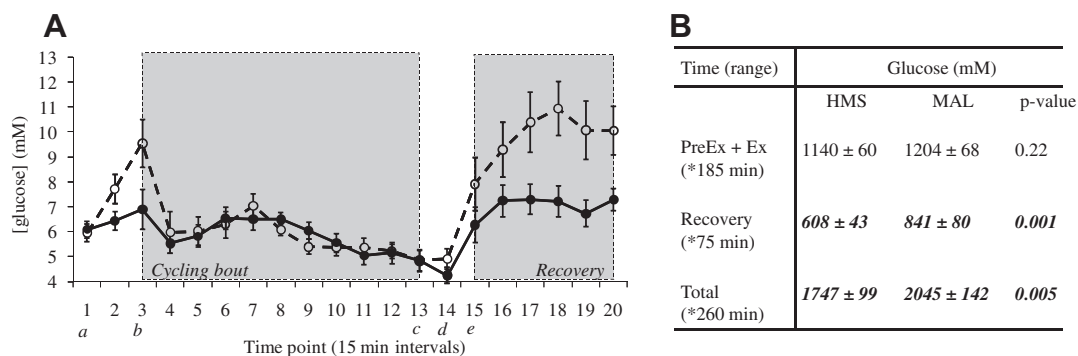 A
[glucose] (mM)
13
12
11
10
9
8
7
6
5
4
Cycling bout
Recovery
1 2 3 4 5 6 7 8 9 10 11 12 13 14 15 16 17 18 19 20
a b c d e
Time point (15 min intervals)
B
Time (range) Glucose (mM)
HMS MAL p-value
PreEx + Ex 1140 ± 60 1204 ± 68 0.22
(*185 min)
Recovery 608 ± 43 841 ± 80 0.001
(*75 min)
Total 1747 ± 99 2045 ± 142 0.005
(*260 min)